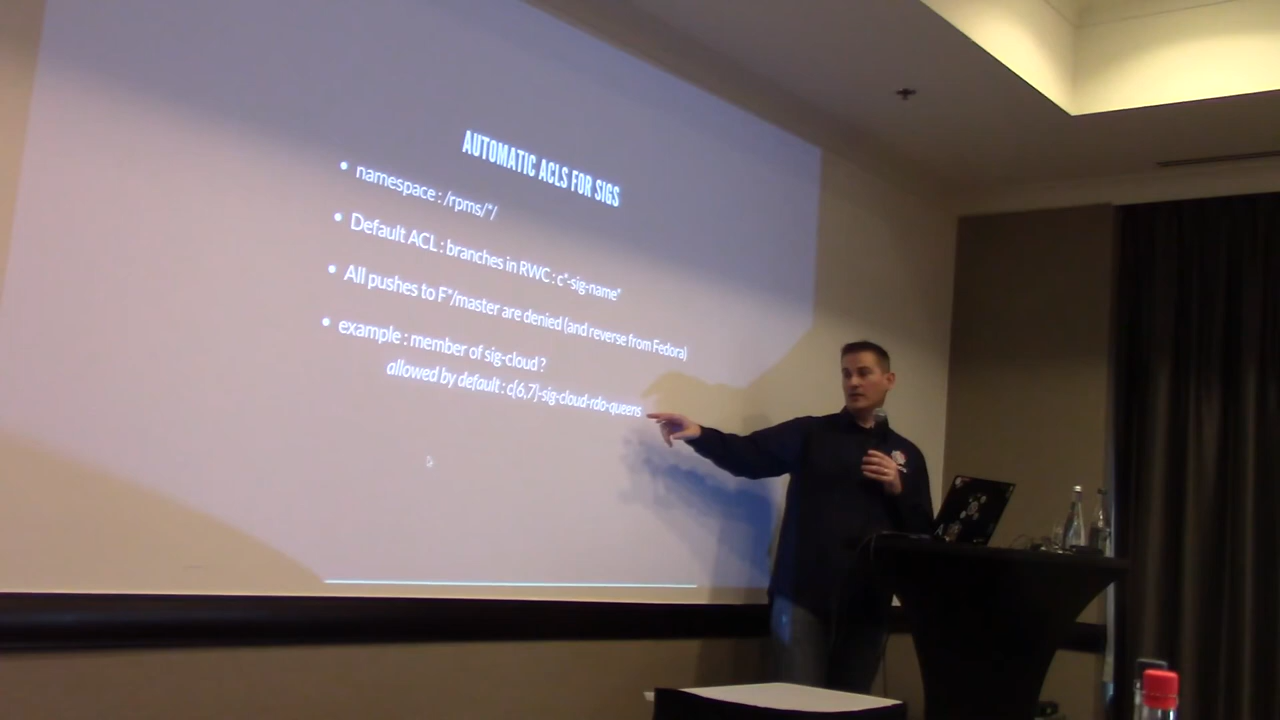 AUTOMATIC ACLS FOR SIGS
• namespace : /rpms/*/
• Default ACL : branches in RWC : c*-sig-name*
• All pushes to F*/master are denied (and reverse from Fedora)
• example : member of sig-cloud ?
allowed by default : c[6,7]-sig-cloud-rdo-queens